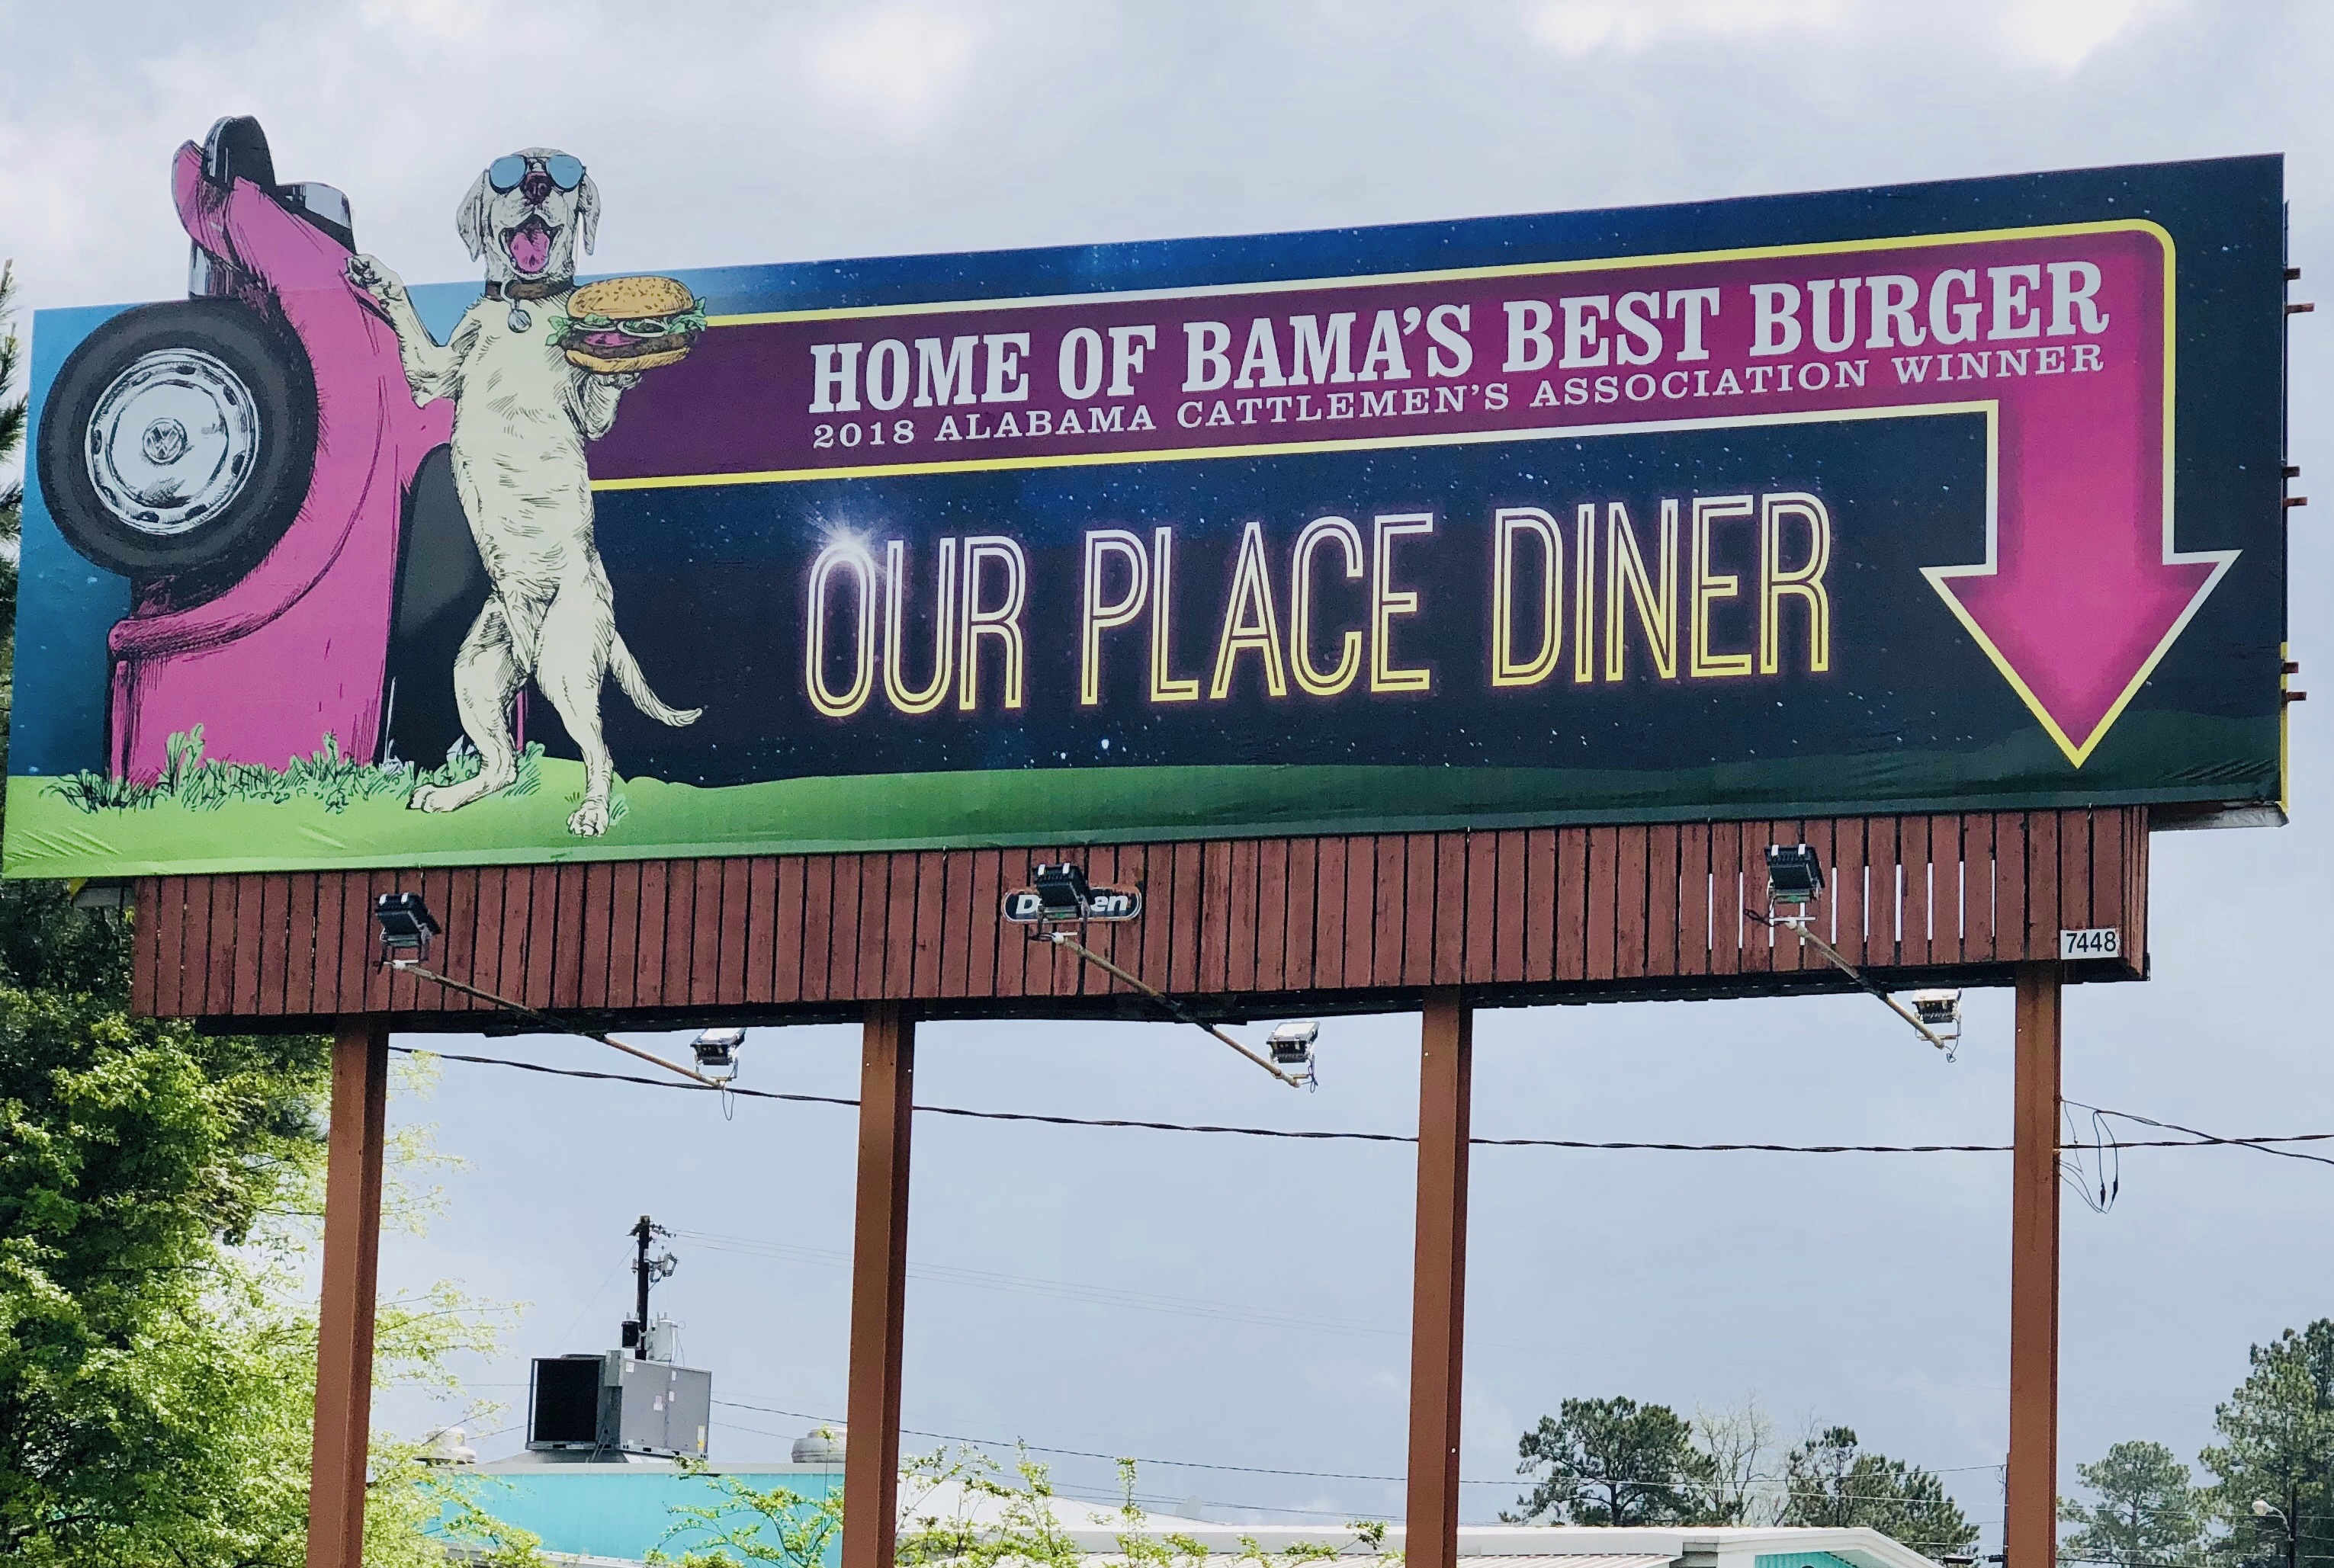 HOME OF BAMA'S BEST BURGER
2018 ALABAMA CATTLEMEN'S ASSOCIATION WINNER
OUR PLACE DINER
7448